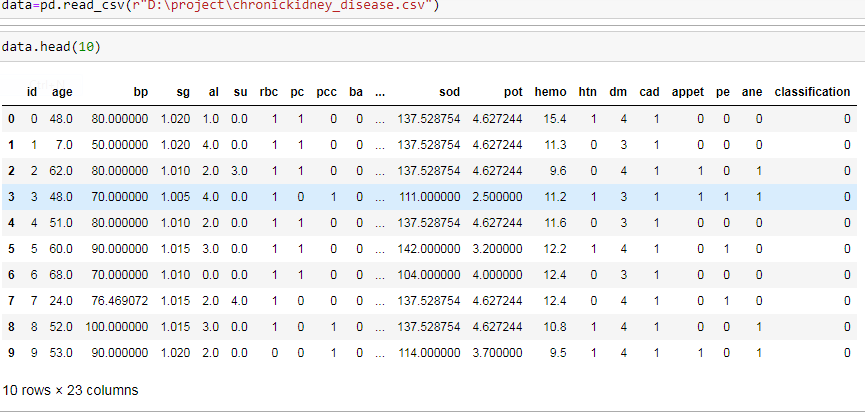 data=pd.read_csv(r"D:\project\chronickidney_disease.csv")
data.head(10)
id age bp sg al su rbc pc pcc ba ... sod pot hemo htn dm cad appet pe ane classification
0 0 48.0 80.000000 1.020 1.0 0.0 1 1 0 0 ... 137.528754 4.627244 15.4 1 4 1 0 0 0 0
1 1 7.0 50.000000 1.020 4.0 0.0 1 1 0 0 ... 137.528754 4.627244 11.3 0 3 1 0 0 0 0
2 2 62.0 80.000000 1.010 2.0 3.0 1 1 0 0 ... 137.528754 4.627244 9.6 0 4 1 1 0 1 0
3 3 48.0 70.000000 1.005 4.0 0.0 1 0 1 0 ... 111.000000 2.500000 11.2 1 3 1 1 1 1 0
4 4 51.0 80.000000 1.010 2.0 0.0 1 1 0 0 ... 137.528754 4.627244 11.6 0 3 1 0 0 0 0
5 5 60.0 90.000000 1.015 3.0 0.0 1 1 0 0 ... 142.000000 3.200000 12.2 1 4 1 0 1 0 0
6 6 68.0 70.000000 1.010 0.0 0.0 1 1 0 0 ... 104.000000 4.000000 12.4 0 3 1 0 0 0 0
7 7 24.0 76.469072 1.015 2.0 4.0 1 0 0 0 ... 137.528754 4.627244 12.4 0 4 1 0 1 0 0
8 8 52.0 100.000000 1.015 3.0 0.0 1 0 1 0 ... 137.528754 4.627244 10.8 1 4 1 0 0 1 0
9 9 53.0 90.000000 1.020 2.0 0.0 0 0 1 0 ... 114.000000 3.700000 9.5 1 4 1 1 0 1 0
10 rows × 23 columns